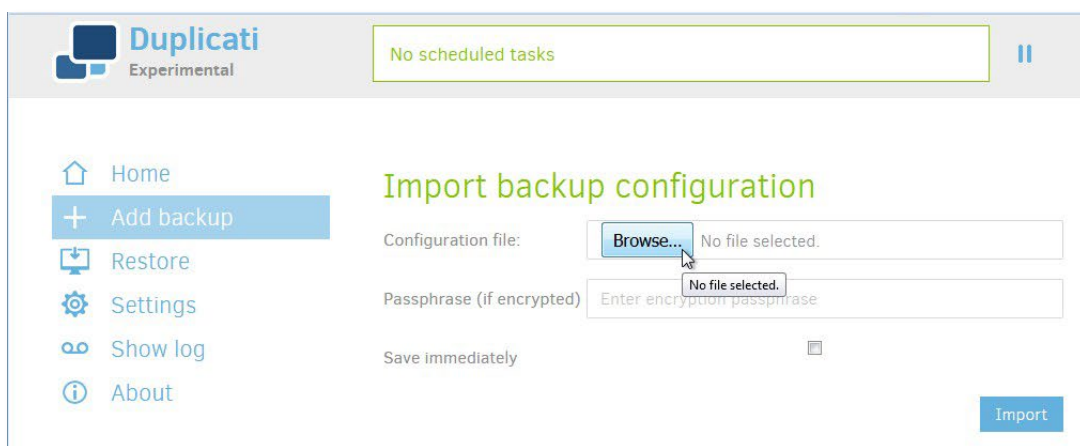 Duplicati
Experimental
No scheduled tasks
Home
Add backup
Restore
Settings
Show log
About
Import backup configuration
Configuration file: Browse... No file selected.
No file selected.
Passphrase (if encrypted) Enter encryption passphrase
Save immediately
Import